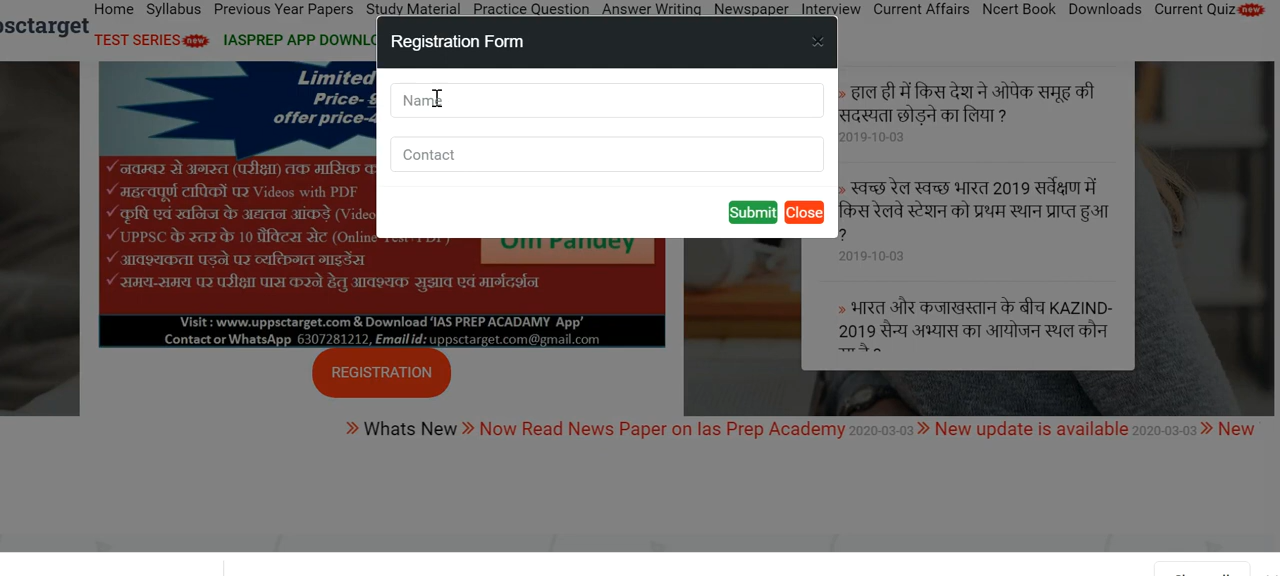 Home Syllabus Previous Year Papers Study Material Practice Question Answer Writing Newspaper Interview Current Affairs Ncert Book Downloads Current Quiz new
sctarget
TEST SERIES new IASPREP APP DOWNLO
Registration Form ×
Name
Contact
Submit Close
Limited
Price-
offer price-
✓नवम्बर से अगस्त (परीक्षा) तक मासिक
✓महत्वपूर्ण टापिकों पर Videos with PDF
✓कृषि एवं खनिज के अद्यतन आंकड़े (Video
✓UPPSC के स्तर के 10 प्रैक्टिस सेट (Online Test+PDF)
✓आवश्यकता पड़ने पर व्यक्तिगत गाइडेंस
✓समय-समय पर परीक्षा पास करने हेतु आवश्यक सुझाव एवं मार्गदर्शन
Om Pandey
Visit : www.uppsctarget.com & Download ‘IAS PREP ACADAMY App’
Contact or WhatsApp 6307281212, Email id: uppsctarget.com@gmail.com
REGISTRATION
» हाल ही में किस देश ने ओपेक समूह की
सदस्यता छोड़ने का लिया ?
2019-10-03
» स्वच्छ रेल स्वच्छ भारत 2019 सर्वेक्षण में
किस रेलवे स्टेशन को प्रथम स्थान प्राप्त हुआ
?
2019-10-03
» भारत और कजाखस्तान के बीच KAZIND-
2019 सैन्य अभ्यास का आयोजन स्थल कौन
» Whats New » Now Read News Paper on Ias Prep Academy 2020-03-03 » New update is available 2020-03-03 » New